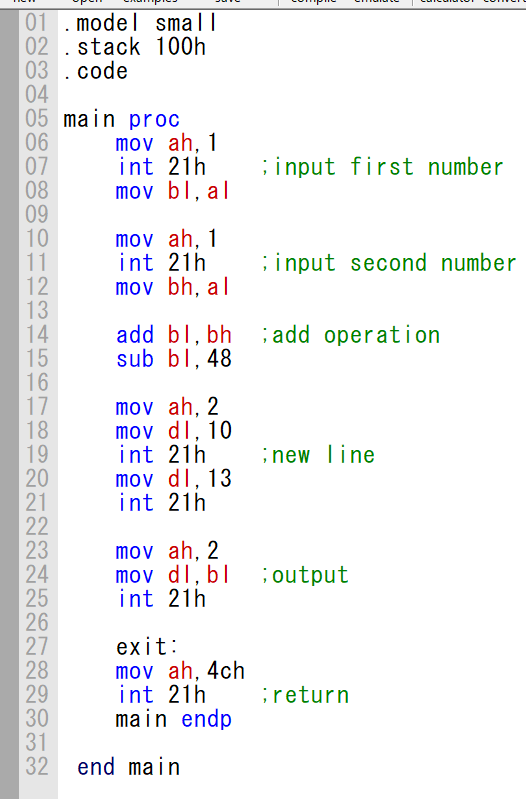 new open examples save compile emulate calculator convert
01 .model small
02 .stack 100h
03 .code
04
05 main proc
06 mov ah,1
07 int 21h ;input first number
08 mov bl,al
09
10 mov ah,1
11 int 21h ;input second number
12 mov bh,al
13
14 add bl,bh ;add operation
15 sub bl,48
16
17 mov ah,2
18 mov dl,10
19 int 21h ;new line
20 mov dl,13
21 int 21h
22
23 mov ah,2
24 mov dl,bl ;output
25 int 21h
26
27 exit:
28 mov ah,4ch
29 int 21h ;return
30 main endp
31
32 end main